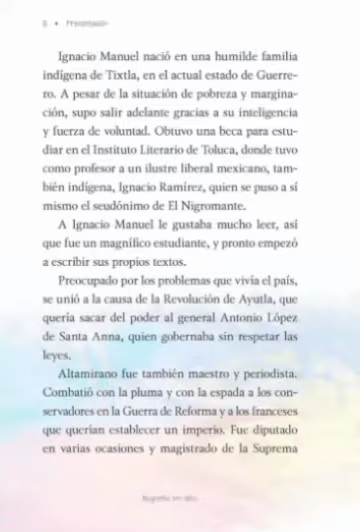 8 • Presentación
Ignacio Manuel nació en una humilde familia
indígena de Tixtla, en el actual estado de Guerre-
ro. A pesar de la situación de pobreza y margina-
ción, supo salir adelante gracias a su inteligencia
y fuerza de voluntad. Obtuvo una beca para estu-
diar en el Instituto Literario de Toluca, donde tuvo
como profesor a un ilustre liberal mexicano, tam-
bién indígena, Ignacio Ramírez, quien se puso a sí
mismo el seudónimo de El Nigromante.
A Ignacio Manuel le gustaba mucho leer, así
que fue un magnífico estudiante, y pronto empezó
a escribir sus propios textos.
Preocupado por los problemas que vivía el país,
se unió a la causa de la Revolución de Ayutla, que
quería sacar del poder al general Antonio López
de Santa Anna, quien gobernaba sin respetar las
leyes.
Altamirano fue también maestro y periodista.
Combatió con la pluma y con la espada a los con-
servadores en la Guerra de Reforma y a los franceses
que querían establecer un imperio. Fue diputado
en varias ocasiones y magistrado de la Suprema